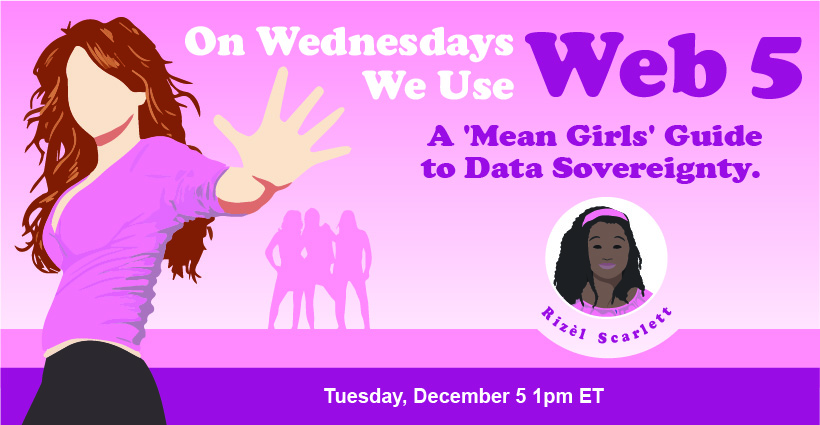 On Wednesdays
We Use
Web 5
A 'Mean Girls' Guide
to Data Sovereignty.
Rizèl Scarlett
Tuesday, December 5 1pm ET